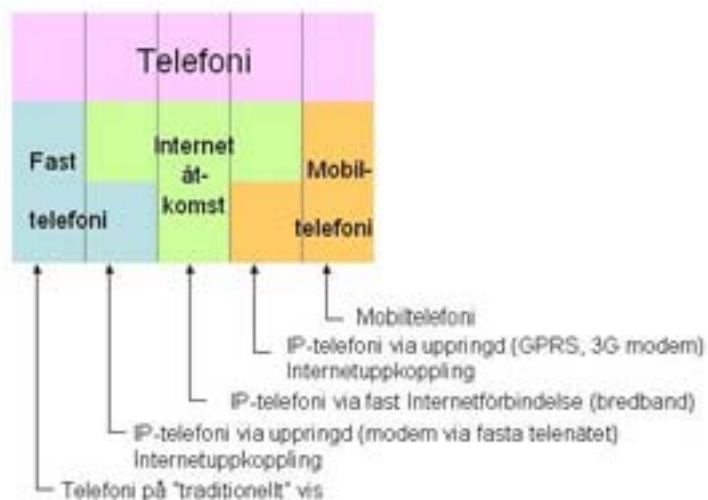 Telefoni
Fast
telefoni
Internet
åt-
komst
Mobil-
telefoni
Mobiltelefoni
IP-telefoni via uppringd (GPRS, 3G modem)
Internetuppkoppling
IP-telefoni via fast Internetförbindelse (bredband)
IP-telefoni via uppringd (modem via fasta telenätet)
Internetuppkoppling
Telefoni på "traditionellt" vis